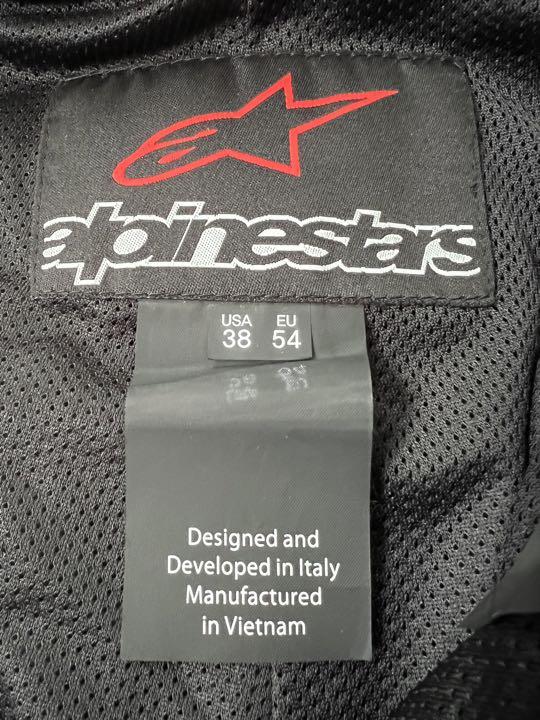 alpinestars
USA EU
38 54
Designed and
Developed in Italy
Manufactured
in Vietnam